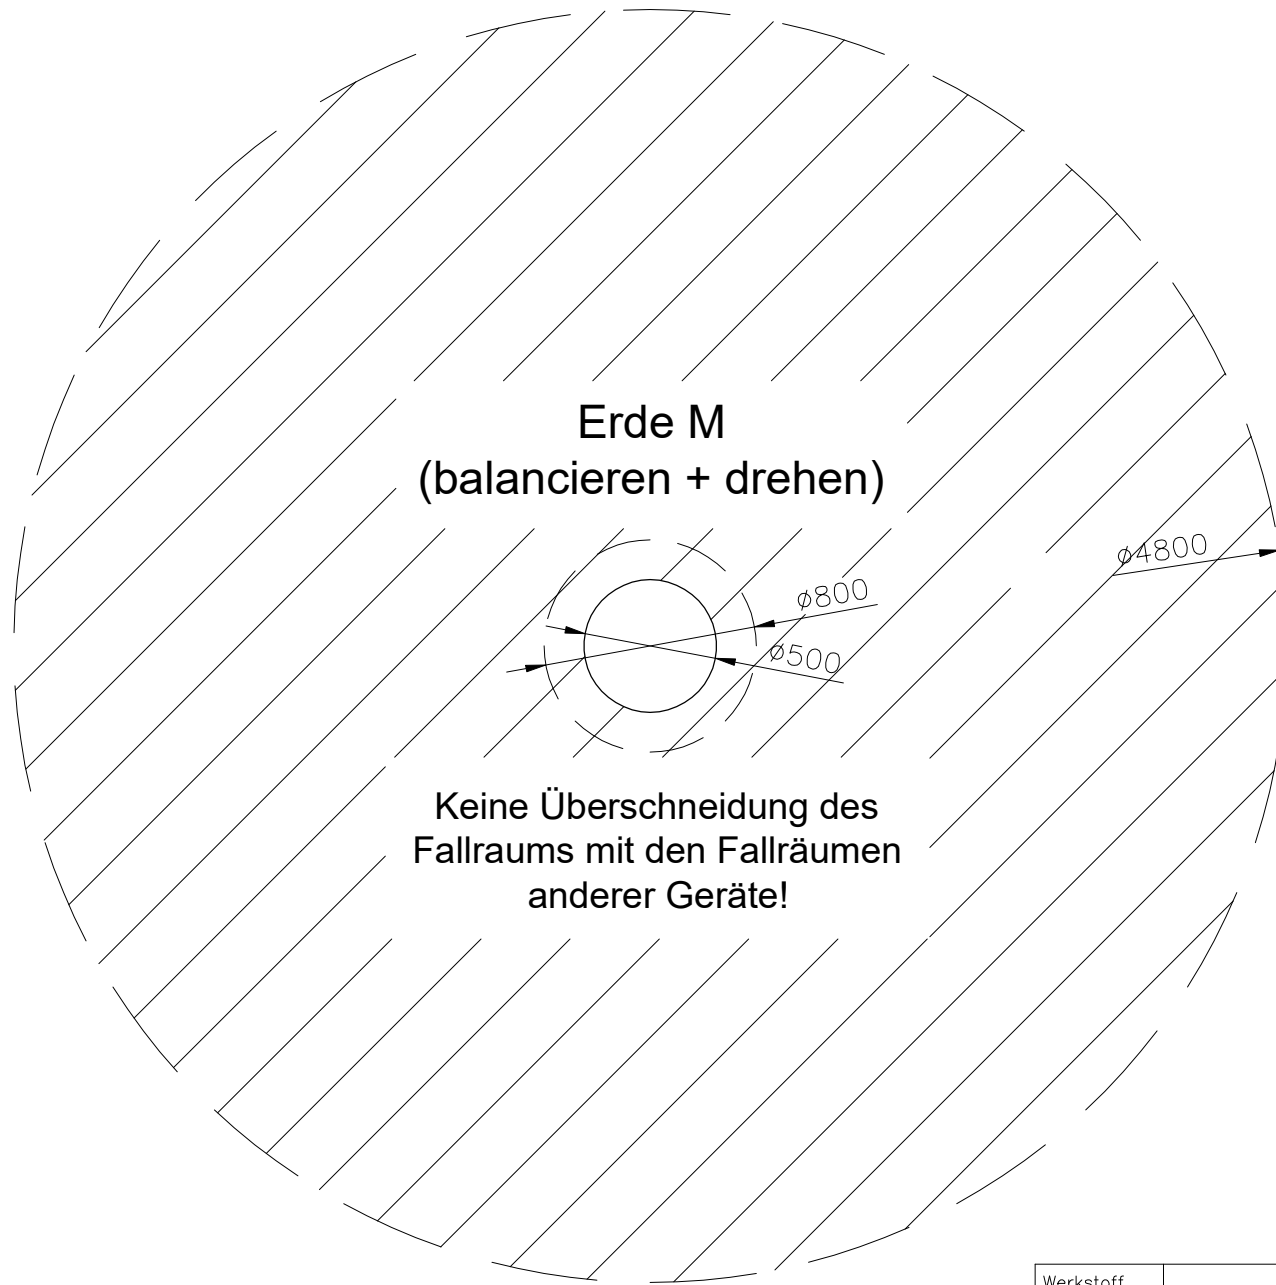 Erde M
(balancieren + drehen)
ø4800
ø800
ø500
Keine Überschneidung des
Fallraums mit den Fallräumen
anderer Geräte!
Werkstoff